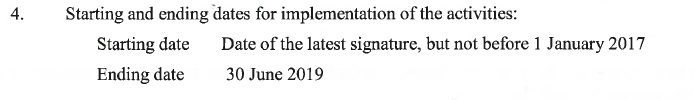 4. Starting and ending dates for implementation of the activities:
Starting date Date of the latest signature, but not before 1 January 2017
Ending date 30 June 2019